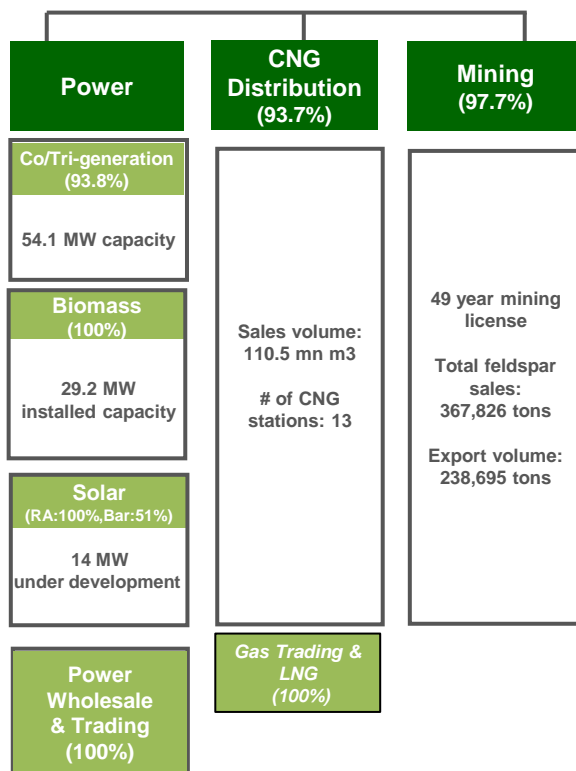 Power
Co/Tri-generation
(93.8%)
54.1 MW capacity
Biomass
(100%)
29.2 MW
installed capacity
Solar
(RA:100%,Bar:51%)
14 MW
under development
Power
Wholesale
& Trading
(100%)
CNG
Distribution
(93.7%)
Sales volume:
110.5 mn m3
# of CNG
stations: 13
Gas Trading &
LNG
(100%)
Mining
(97.7%)
49 year mining
license
Total feldspar
sales:
367,826 tons
Export volume:
238,695 tons